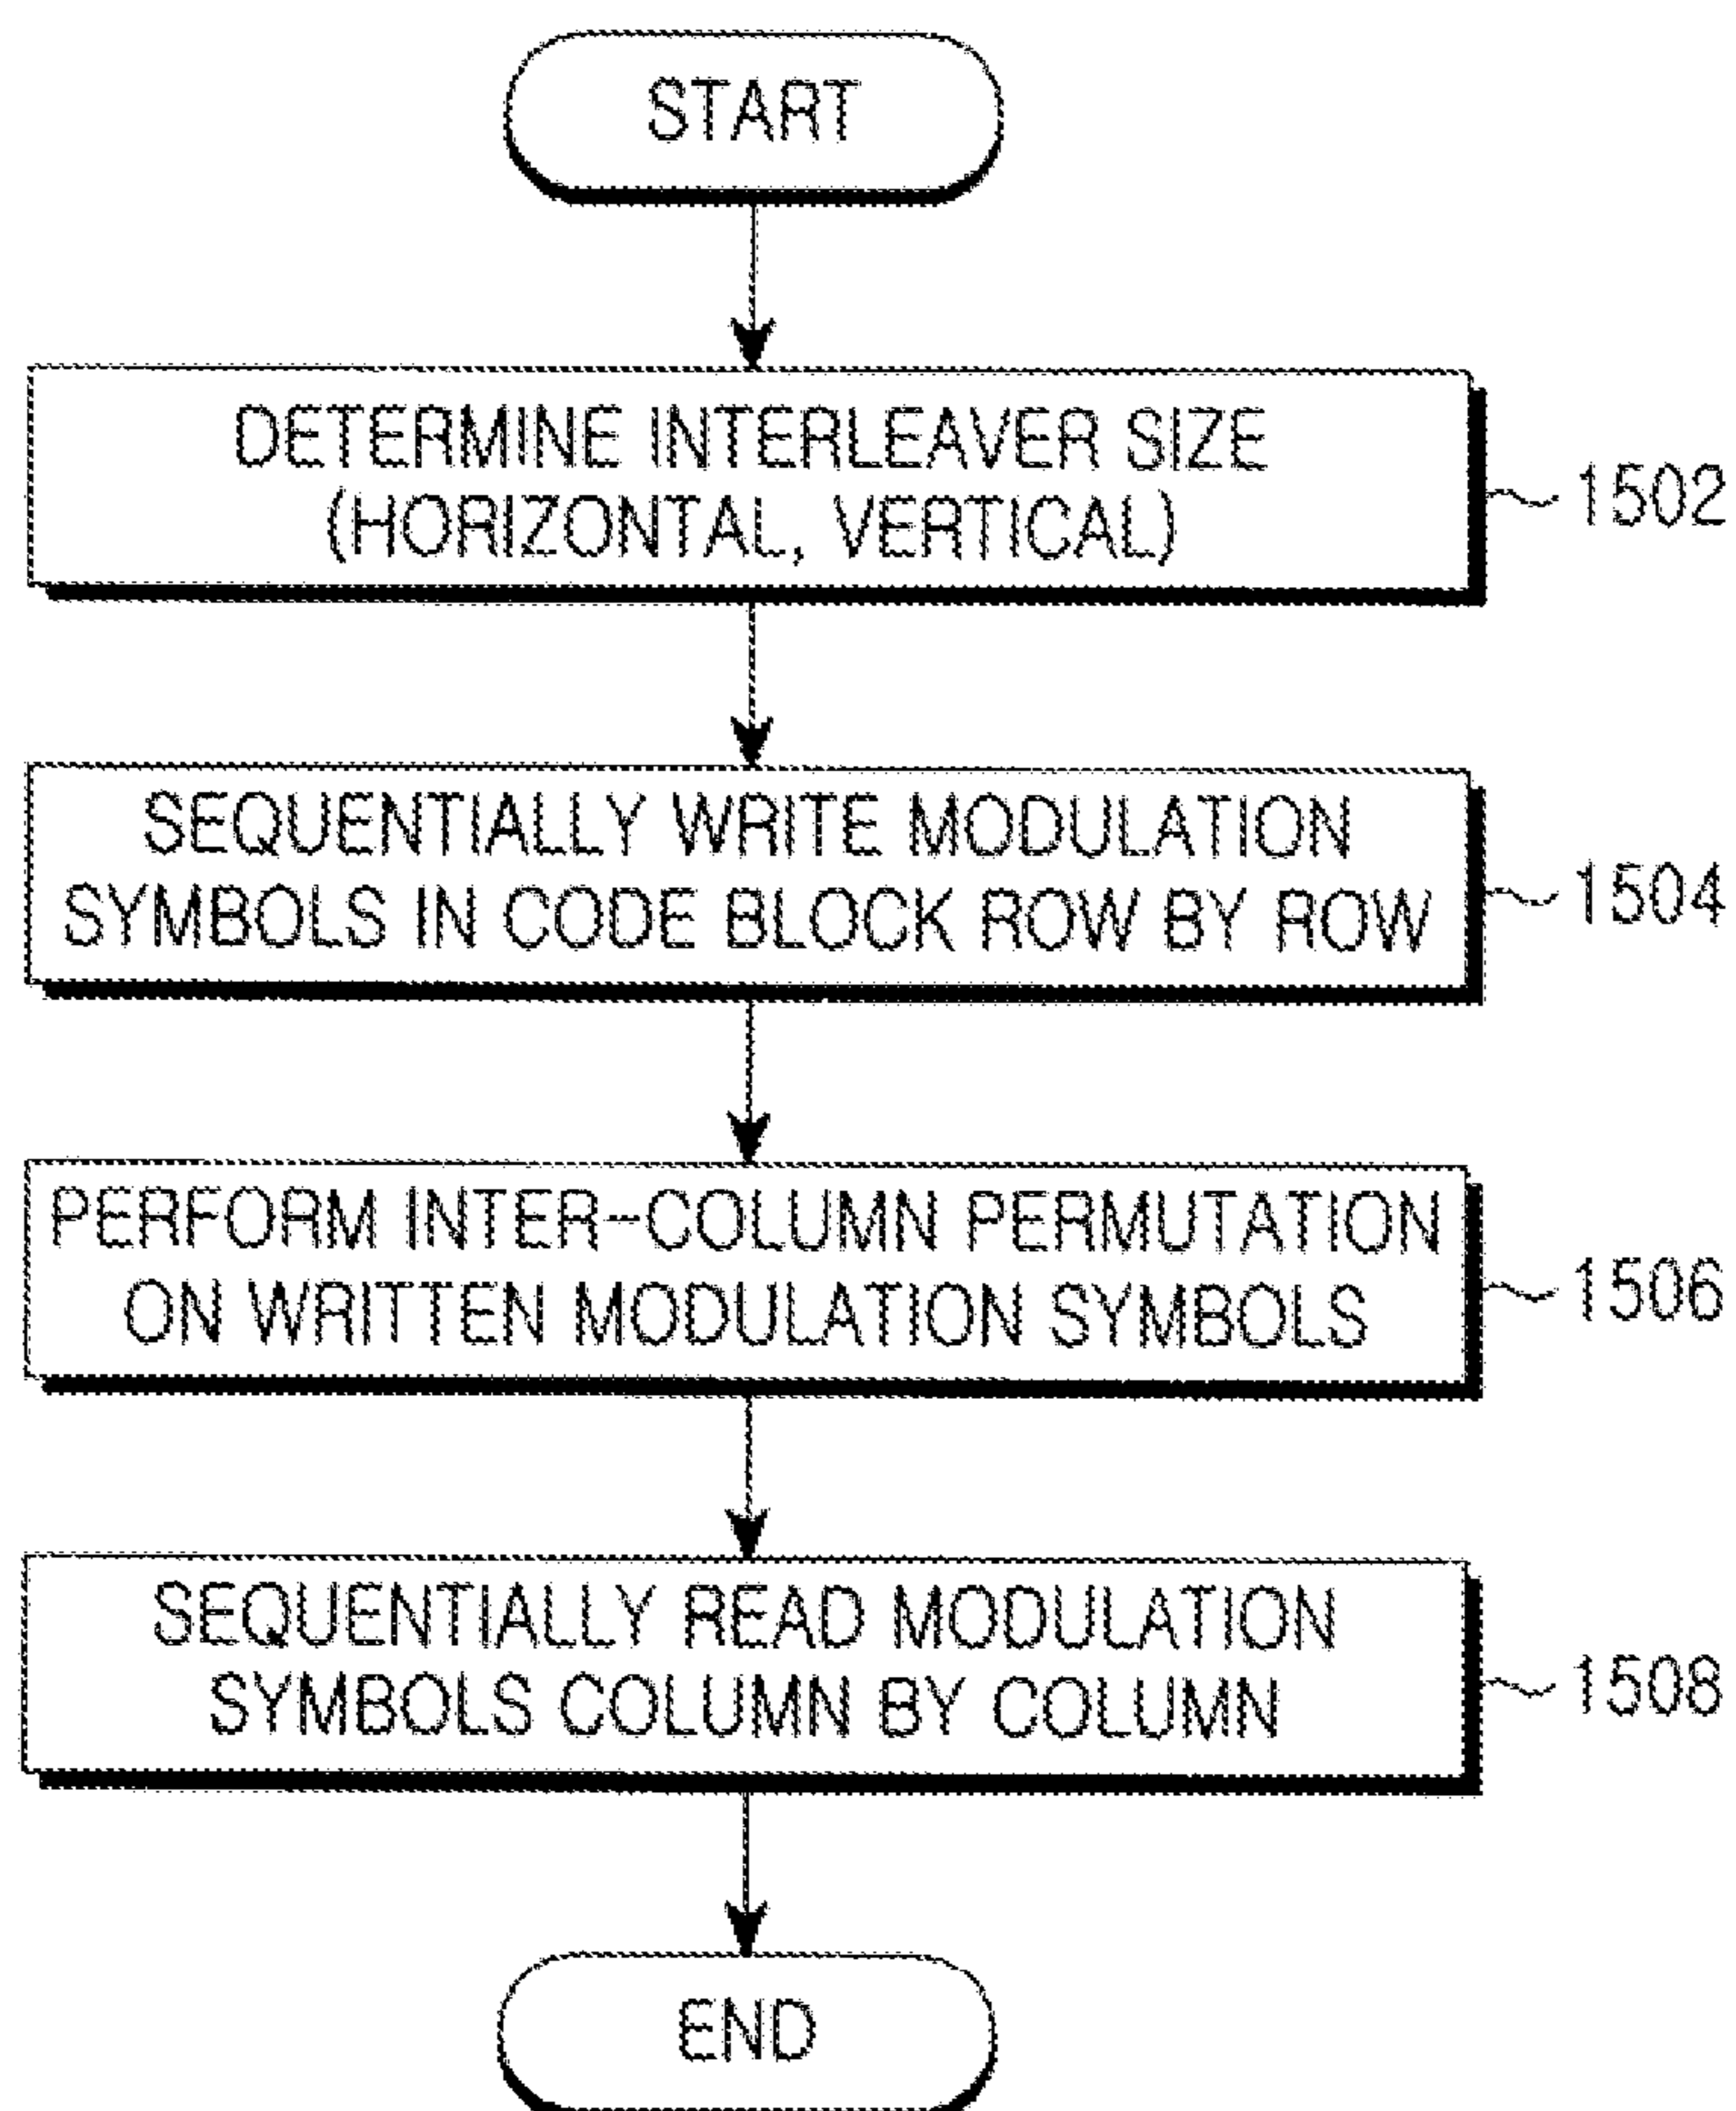 START
DETERMINE INTERLEAVER SIZE
(HORIZONTAL, VERTICAL)
1502
SEQUENTIALLY WRITE MODULATION
SYMBOLS IN CODE BLOCK ROW BY ROW
1504
PERFORM INTER-COLUMN PERMUTATION
ON WRITTEN MODULATION SYMBOLS
1506
SEQUENTIALLY READ MODULATION
SYMBOLS COLUMN BY COLUMN
1508
END